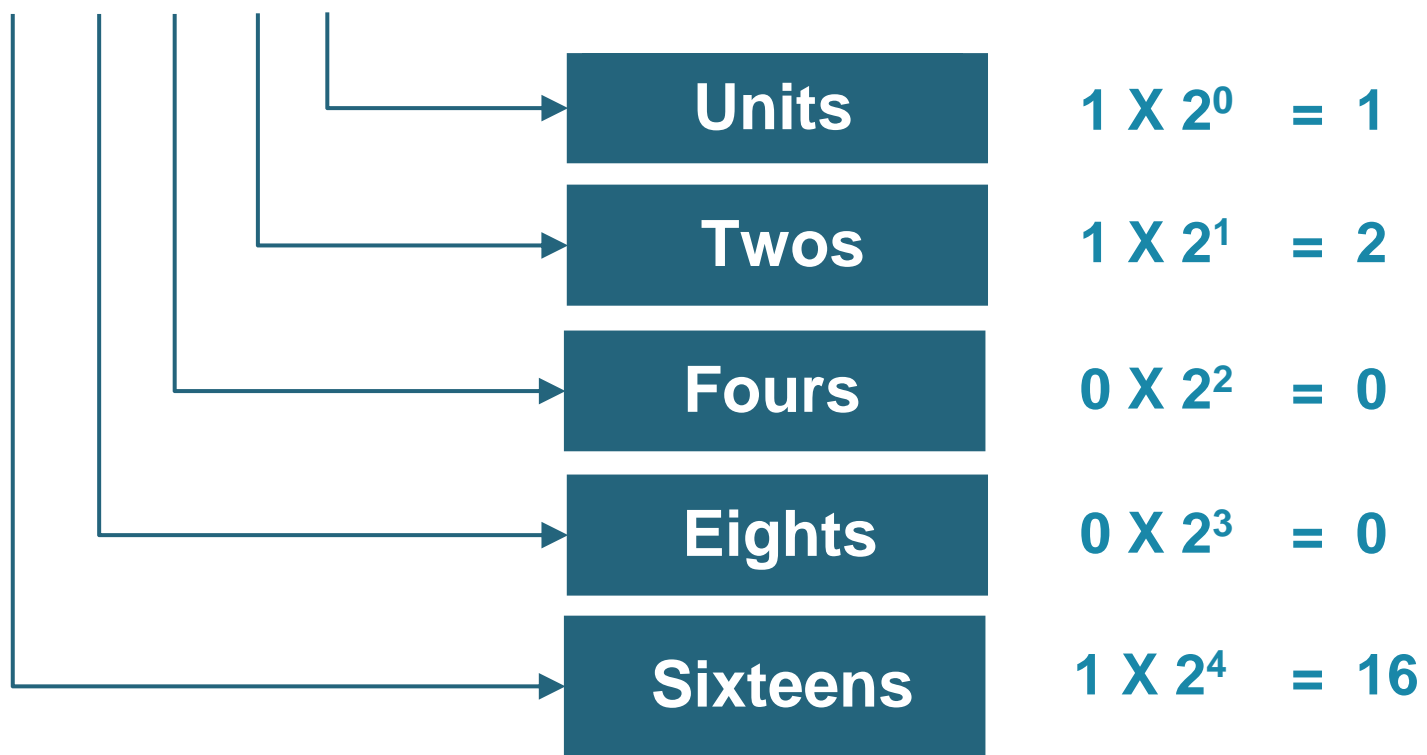 Units 1 X 2⁰ = 1
Twos 1 X 2¹ = 2
Fours 0 X 2² = 0
Eights 0 X 2³ = 0
Sixteens 1 X 2⁴ = 16